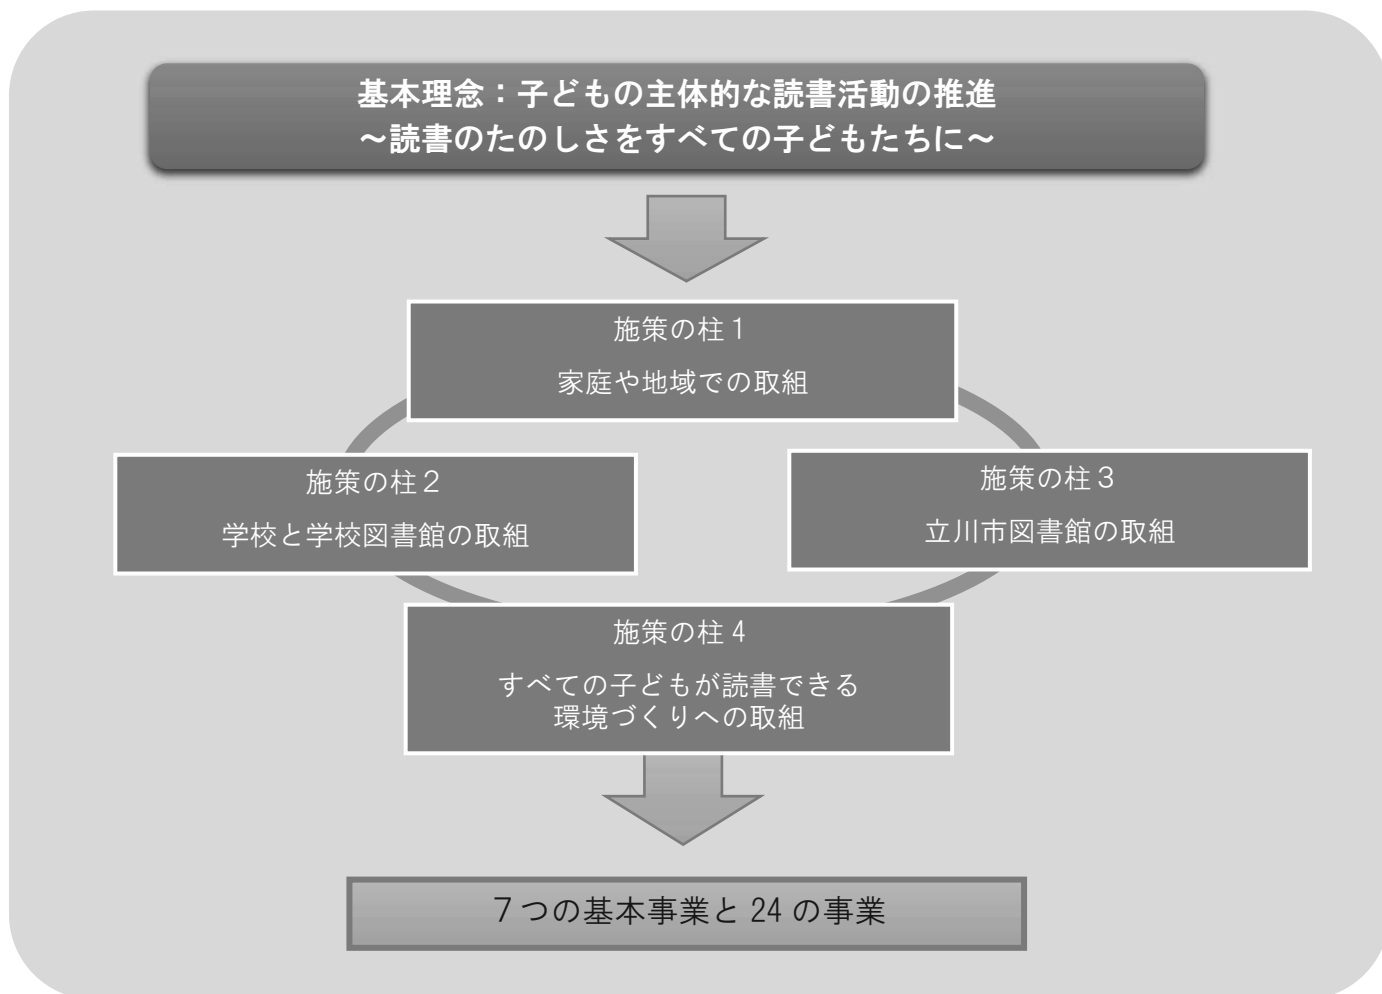 基本理念：子どもの主体的な読書活動の推進
～読書のたのしさをすべての子どもたちに～
施策の柱１
家庭や地域での取組
施策の柱２
学校と学校図書館の取組
施策の柱３
立川市図書館の取組
施策の柱４
すべての子どもが読書できる
環境づくりへの取組
７つの基本事業と 24 の事業